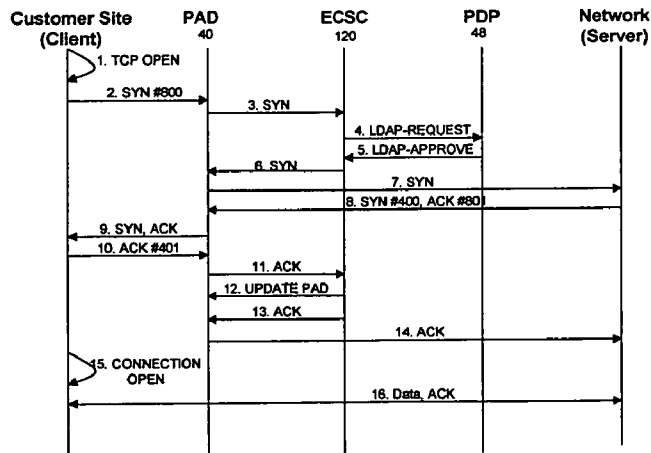 Customer Site
(Client)
PAD
40
ECSC
120
PDP
48
Network
(Server)
1. TCP OPEN
2. SYN #800
3. SYN
4. LDAP-REQUEST
5. LDAP-APPROVE
6. SYN
7. SYN
8. SYN #400, ACK #801
9. SYN, ACK
10. ACK #401
11. ACK
12. UPDATE PAD
13. ACK
14. ACK
15. CONNECTION
OPEN
16. Data, ACK